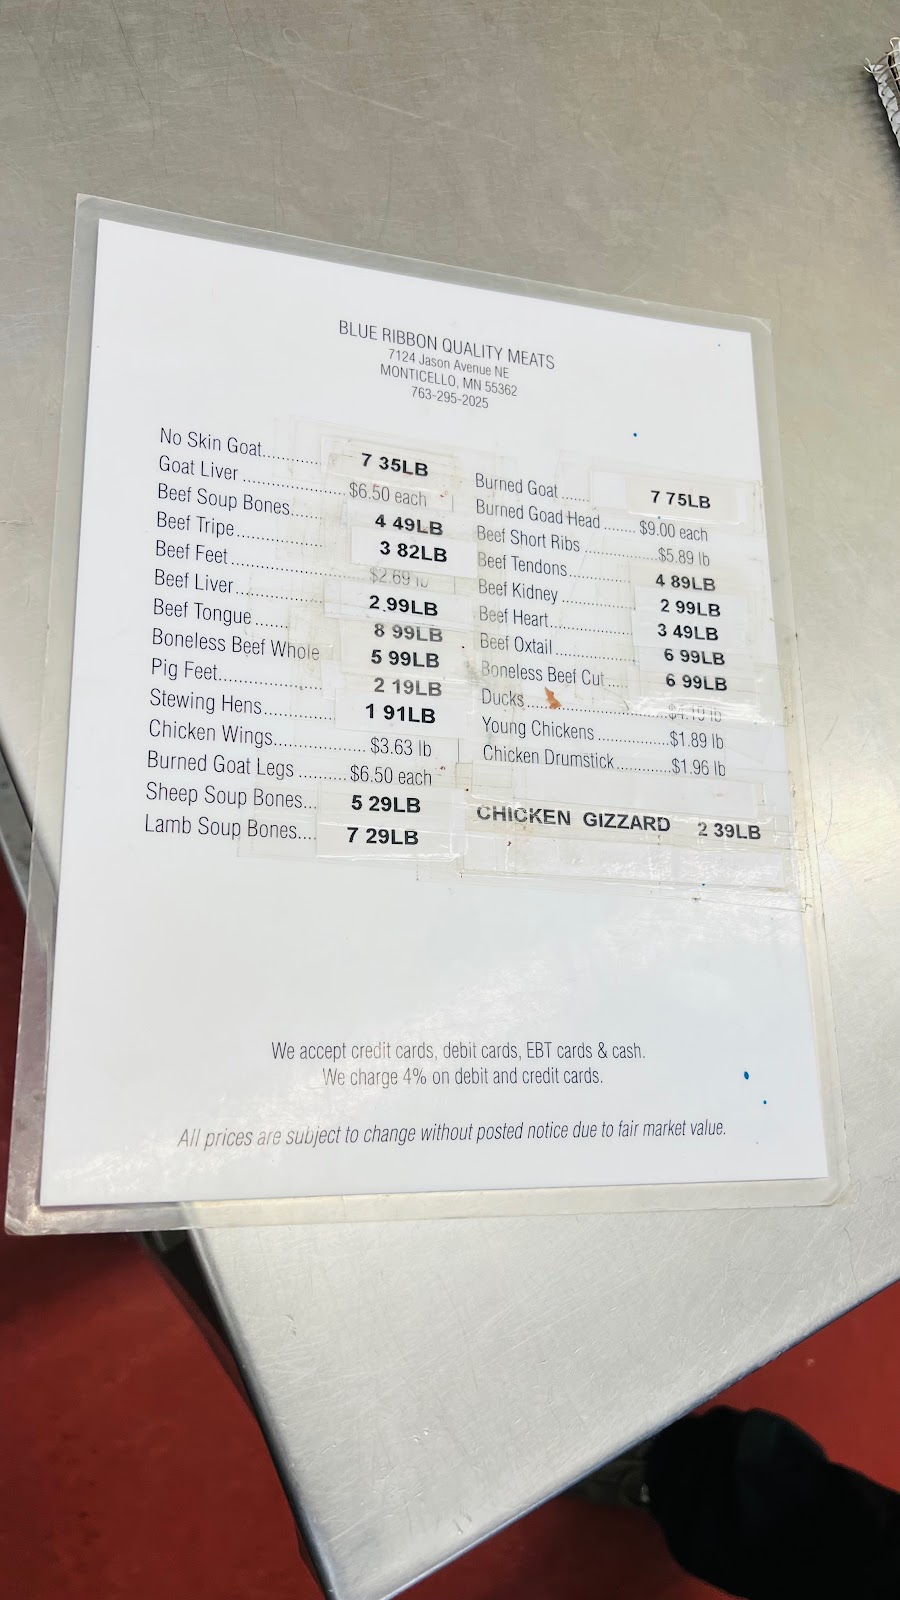 BLUE RIBBON QUALITY MEATS
7124 Jason Avenue NE
MONTICELLO, MN 55362
763-295-2025
No Skin Goat............ 7 35LB
Goat Liver ..................... $6.50 each
Beef Soup Bones........ 4 49LB
Beef Tripe.................. 3 82LB
Beef Feet ........................... $2.69 lb
Beef Liver ................... 2.99LB
Beef Tongue ....... 8 99LB
Boneless Beef Whole 5 99LB
Pig Feet...................... 2 19LB
Stewing Hens............... 1 91LB
Chicken Wings................... $3.63 lb
Burned Goat Legs .......... $6.50 each
Sheep Soup Bones... 5 29LB
Lamb Soup Bones.... 7 29LB
Burned Goat ...... 7 75LB
Burned Goad Head ....... $9.00 each
Beef Short Ribs ................ $5.89 lb
Beef Tendons............... 4 89LB
Beef Kidney ................ 2 99LB
Beef Heart................... 3 49LB
Beef Oxtail.................. 6 99LB
Boneless Beef Cut..... 6 99LB
Ducks.................................. $4.19 lb
Young Chickens ................. $1.89 lb
Chicken Drumstick............. $1.96 lb
CHICKEN GIZZARD 2 39LB
We accept credit cards, debit cards, EBT cards & cash.
We charge 4% on debit and credit cards.
All prices are subject to change without posted notice due to fair market value.